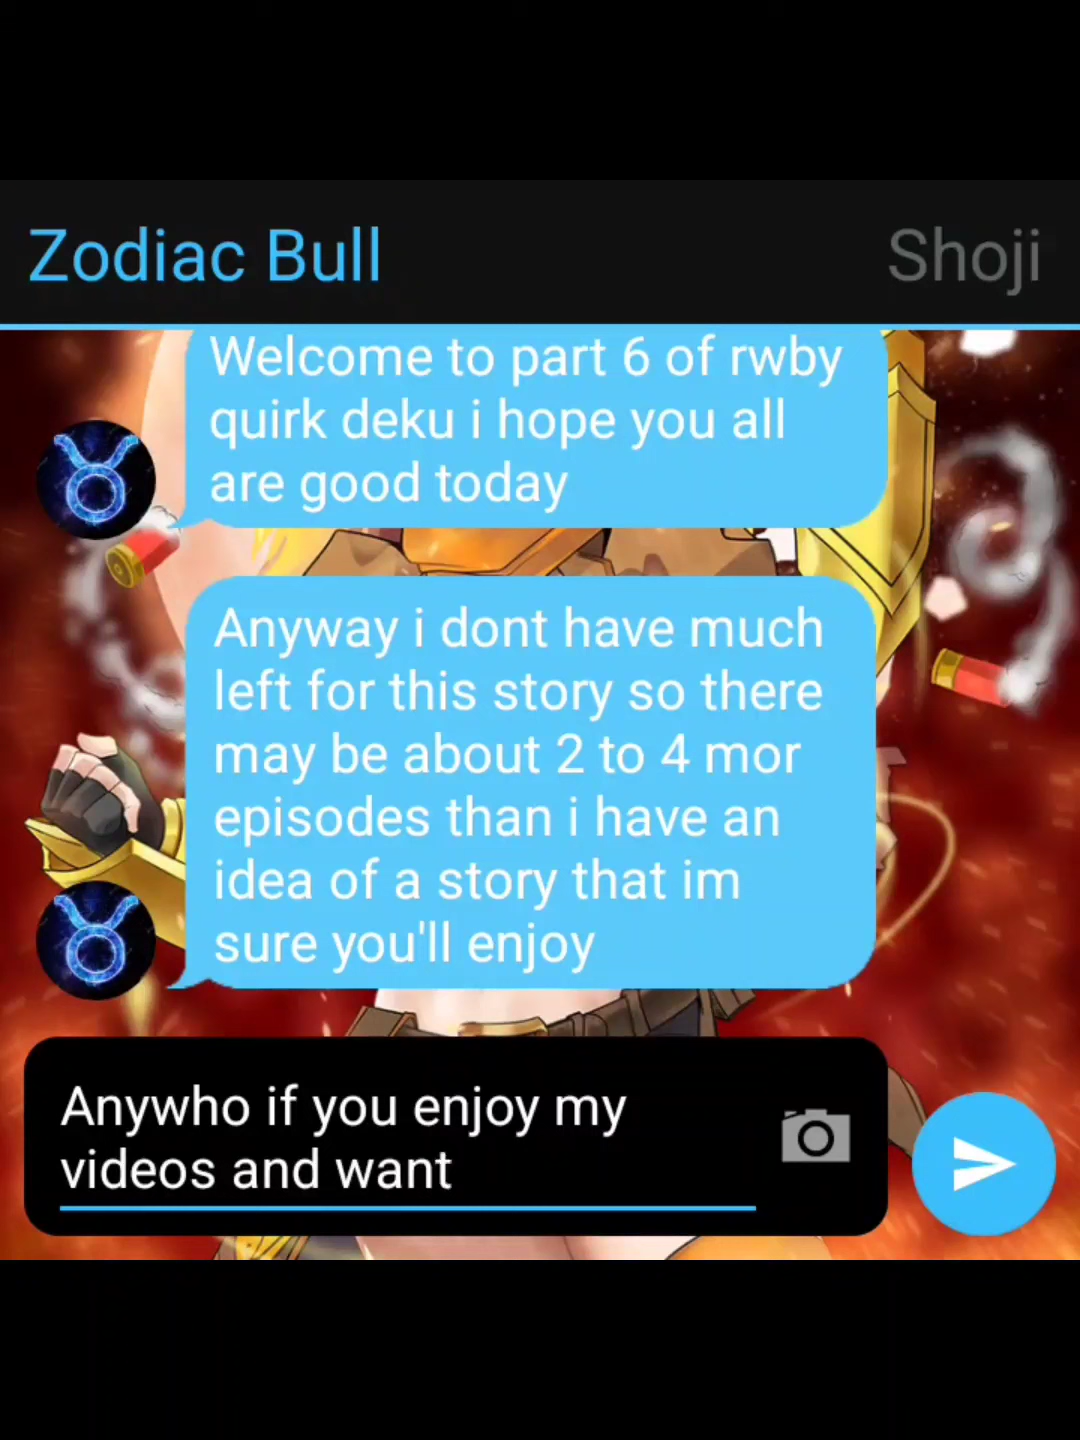 Zodiac Bull
Shoji
Welcome to part 6 of rwby
quirk deku i hope you all
are good today
Anyway i dont have much
left for this story so there
may be about 2 to 4 mor
episodes than i have an
idea of a story that im
sure you'll enjoy
Anywho if you enjoy my
videos and want